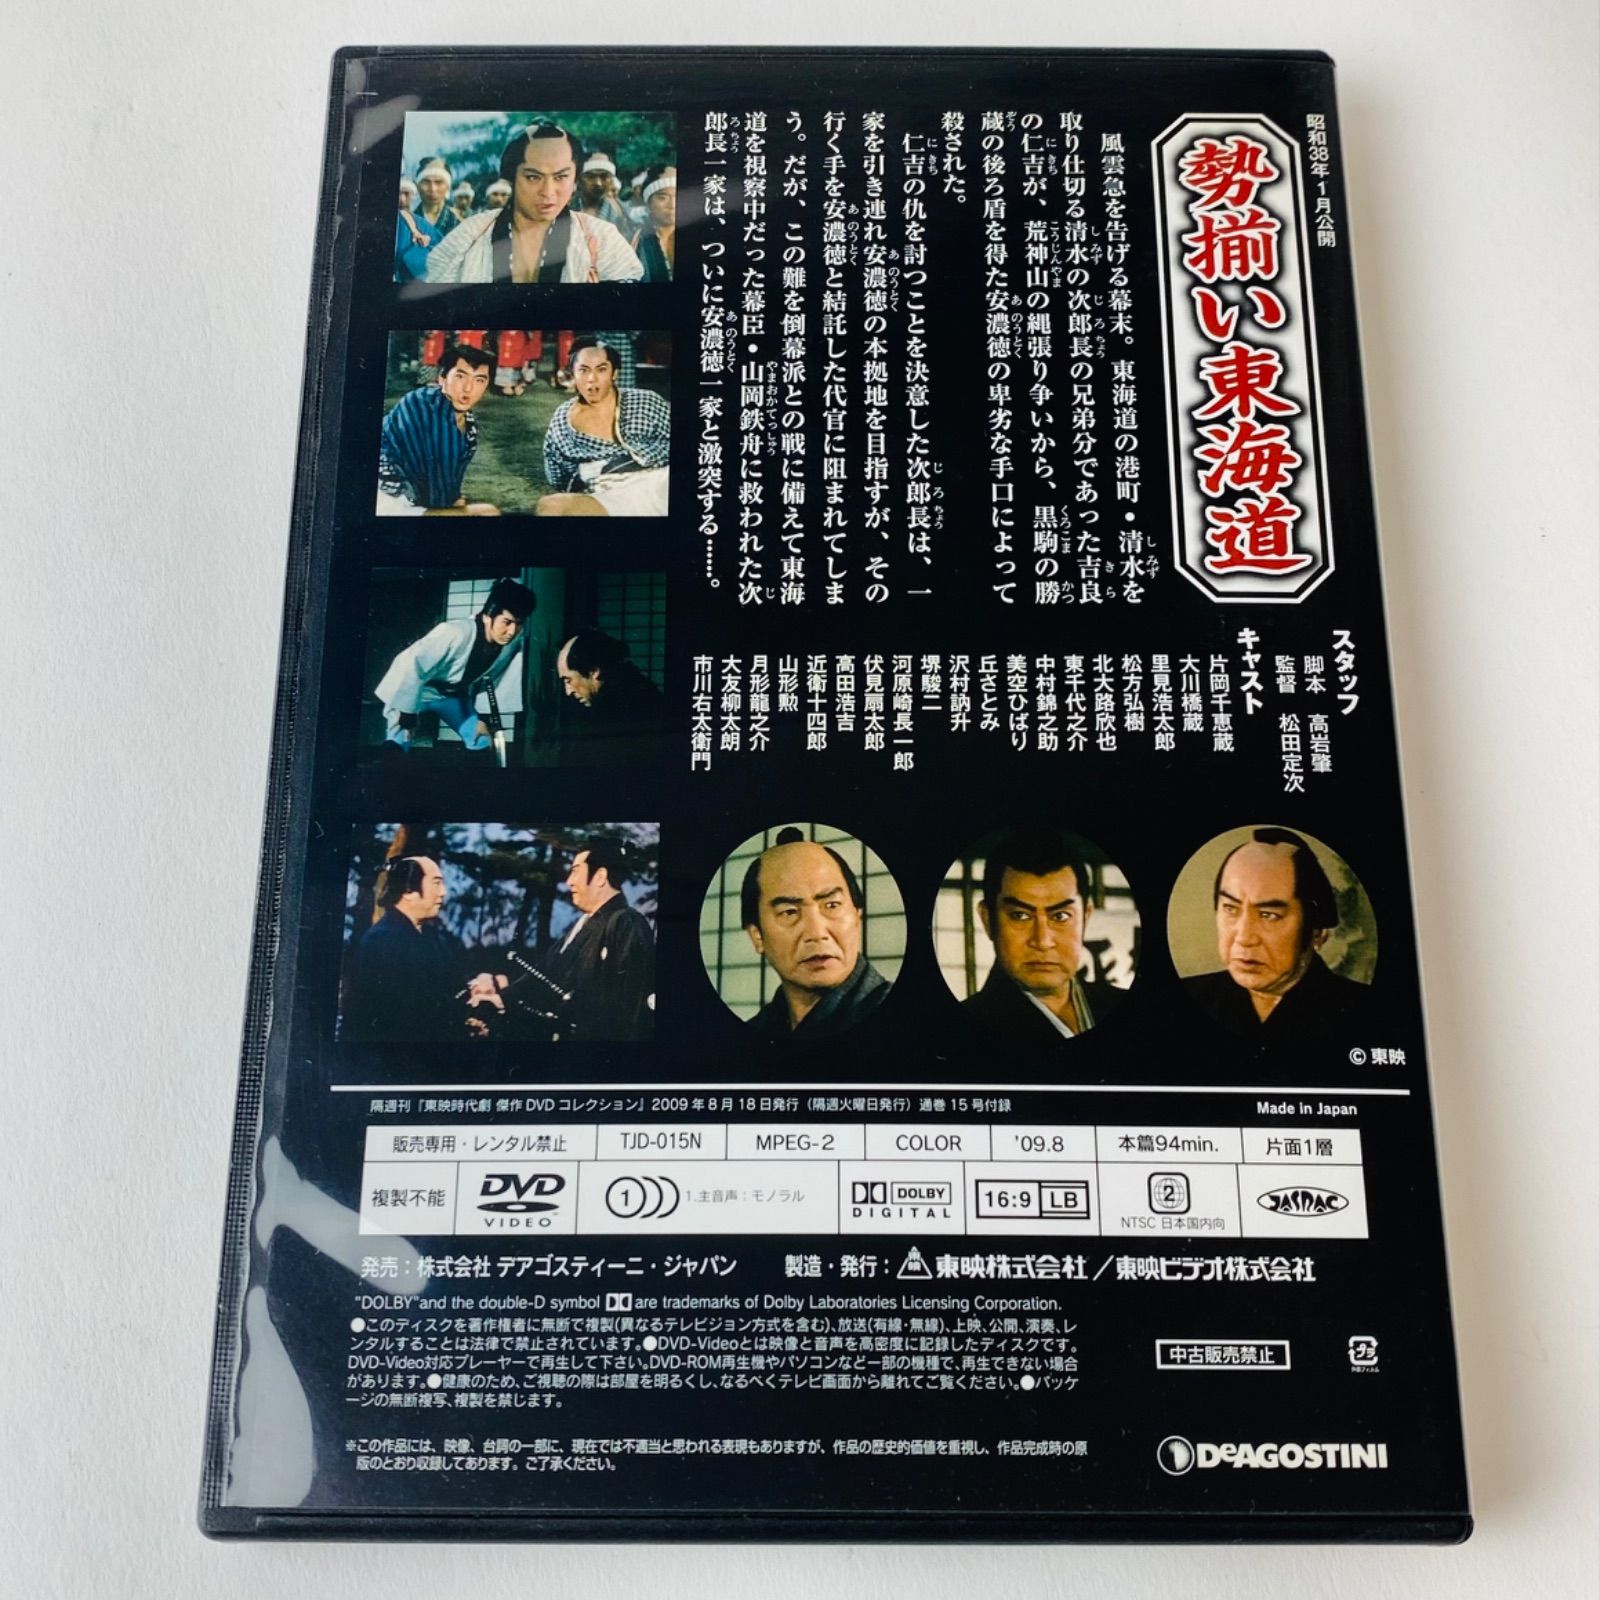 昭和38年1月公開
勢揃い東海道
風雲急を告げる幕末。東海道の港町・清水を
取り仕切る清水の次郎長の兄弟分であった吉良
の仁吉が、荒神山の縄張り争いから、黒駒の勝
蔵の後ろ盾を得た安濃徳の卑劣な手口によって
殺された。
仁吉の仇を討つことを決意した次郎長は、一
家を引き連れ安濃徳の本拠地を目指すが、その
行く手を安濃徳と結託した代官に阻まれてしま
う。だが、この難を倒幕派との戦に備えて東海
道を視察中だった幕臣・山岡鉄舟に救われた次
郎長一家は、ついに安濃徳一家と激突する……。
スタッフ
脚本 高岩肇
監督 松田定次
キャスト
片岡千恵蔵
大川橋蔵
里見浩太郎
松方弘樹
北大路欣也
東千代之介
中村錦之助
美空ひばり
丘さとみ
沢村訥升
堺駿二
河原崎長一郎
伏見扇太郎
高田浩吉
近衛十四郎
山形勲
月形龍之介
大友柳太朗
市川右太衛門
© 東映
隔週刊『東映時代劇 傑作DVDコレクション』2009年8月18日発行(隔週火曜日発行)通巻15号付録
Made in Japan
販売専用・レンタル禁止 TJD-015N MPEG-2 COLOR '09.8 本篇94min. 片面1層
複製不能 DVD VIDEO 1 1.主音声:モノラル DOLBY DIGITAL 16:9 LB 2 NTSC 日本国内向 JASRAC
発売:株式会社 デアゴスティーニ・ジャパン 製造・発行:東映 東映株式会社/東映ビデオ株式会社
"DOLBY"and the double-D symbol are trademarks of Dolby Laboratories Licensing Corporation.
●このディスクを著作権者に無断で複製(異なるテレビジョン方式を含む)、放送(有線・無線)、上映、公開、演奏、レ
ンタルすることは法律で禁止されています。●DVD-Videoとは映像と音声を高密度に記録したディスクです。
DVD-Video対応プレーヤーで再生して下さい。DVD-ROM再生機やパソコンなど一部の機種で、再生できない場合
があります。●健康のため、ご視聴の際は部屋を明るくし、なるべくテレビ画面から離れてご覧ください。●パッケ
ージの無断複写、複製を禁じます。
中古販売禁止
プラ
外装フィルム
※この作品には、映像、台詞の一部に、現在では不適当と思われる表現もありますが、作品の歴史的価値を重視し、作品完成時の原
版のとおり収録してあります。ご了承ください。
DeAGOSTINI